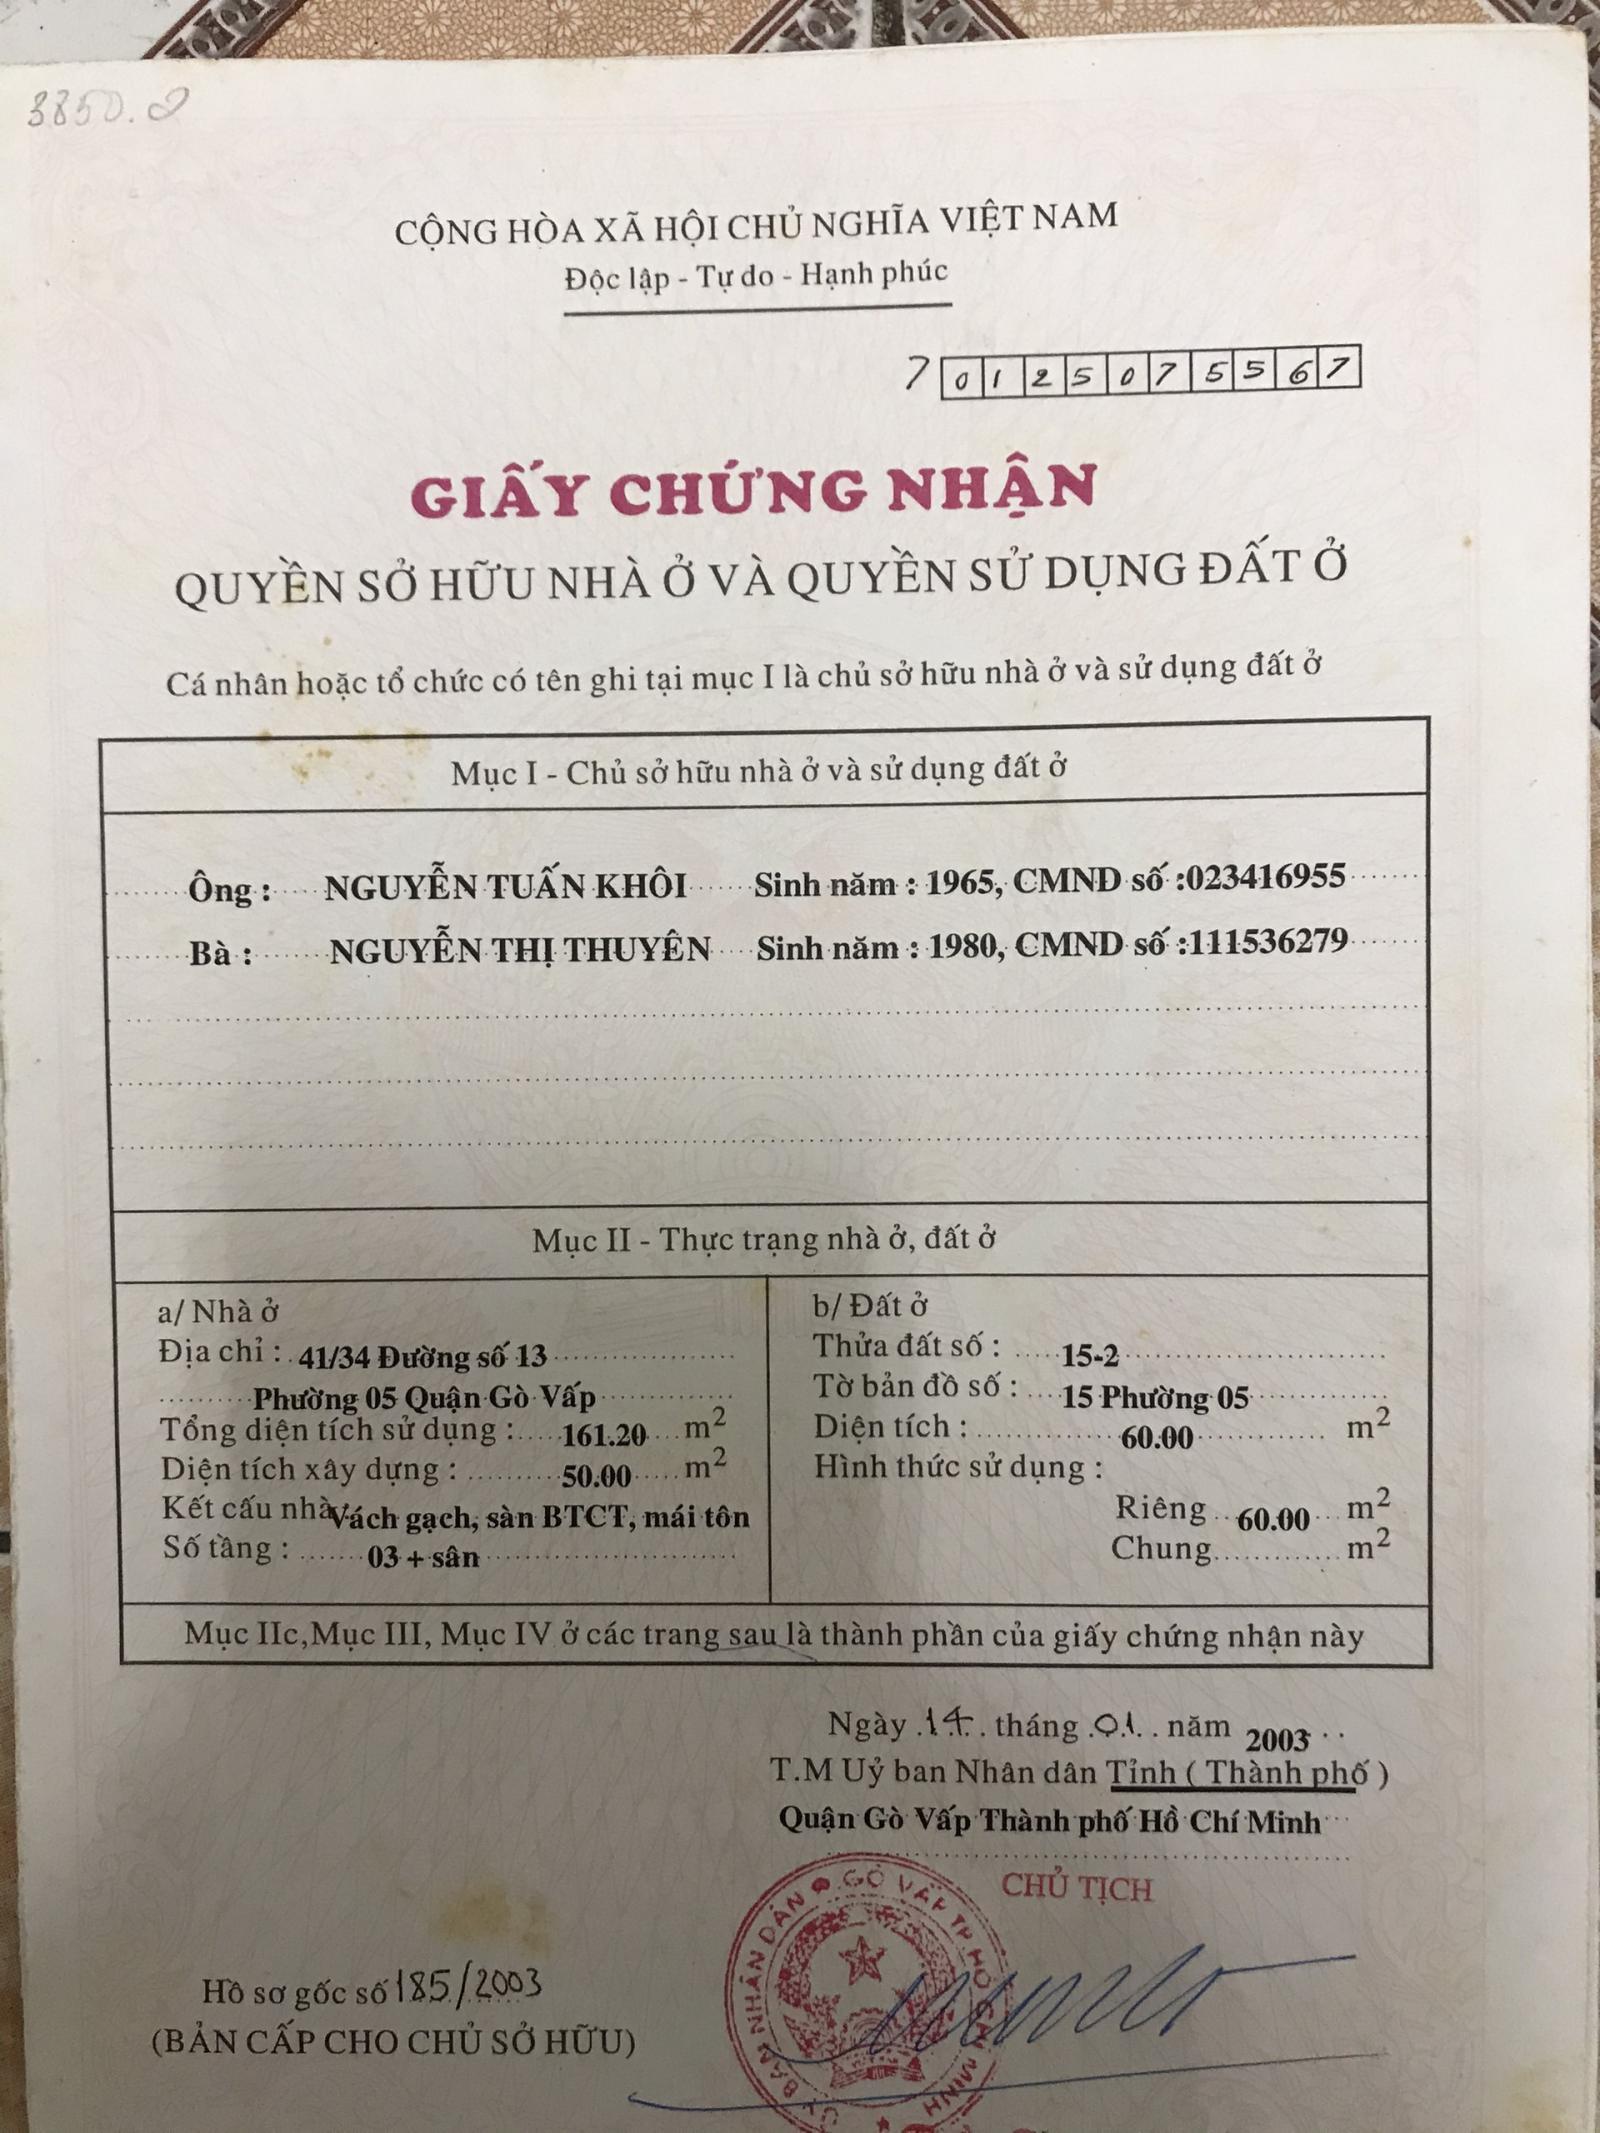 3850.
CỘNG HÒA XÃ HỘI CHỦ NGHĨA VIỆT NAM
Độc lập - Tự do - Hạnh phúc
7 0 1 2 5 0 7 5 5 6 7
GIẤY CHỨNG NHẬN
QUYỀN SỞ HỮU NHÀ Ở VÀ QUYỀN SỬ DỤNG ĐẤT Ở
Cá nhân hoặc tổ chức có tên ghi tại mục I là chủ sở hữu nhà ở và sử dụng đất ở
Mục I - Chủ sở hữu nhà ở và sử dụng đất ở
Ông : NGUYỄN TUẤN KHÔI Sinh năm : 1965, CMND số :023416955
Bà : NGUYỄN THỊ THUYÊN Sinh năm : 1980, CMND số :111536279
Mục II - Thực trạng nhà ở, đất ở
a/ Nhà ở
Địa chỉ : 41/34 Đường số 13
Phường 05 Quận Gò Vấp
Tổng diện tích sử dụng : 161.20 m2
Diện tích xây dựng : 50.00 m2
Kết cấu nhà Vách gạch, sàn BTCT, mái tôn
Số tầng : 03 + sân
b/ Đất ở
Thửa đất số : 15-2
Tờ bản đồ số : 15 Phường 05
Diện tích : 60.00 m2
Hình thức sử dụng :
Riêng 60.00 m2
Chung m2
Mục IIc,Mục III, Mục IV ở các trang sau là thành phần của giấy chứng nhận này
Ngày 14 tháng 01 năm 2003
T.M Uỷ ban Nhân dân Tỉnh ( Thành phố )
Quận Gò Vấp Thành phố Hồ Chí Minh
CHỦ TỊCH
BAN NHÂN DÂN GÒ VẤP TP HỒ CHÍ MINH
Hồ sơ gốc số 185/2003
(BẢN CẤP CHO CHỦ SỞ HỮU)